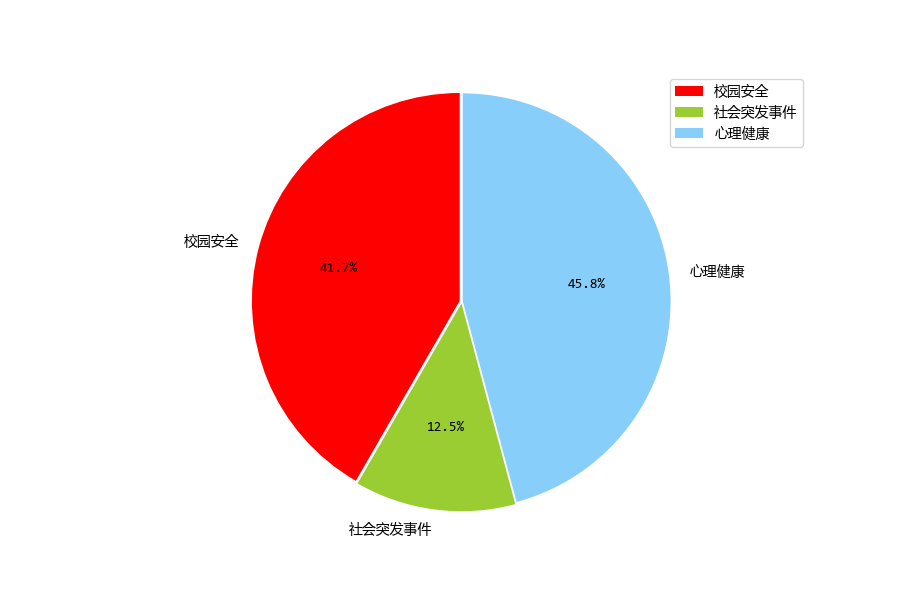 校园安全
社会突发事件
心理健康
校园安全
41.7%
45.8%
心理健康
12.5%
社会突发事件